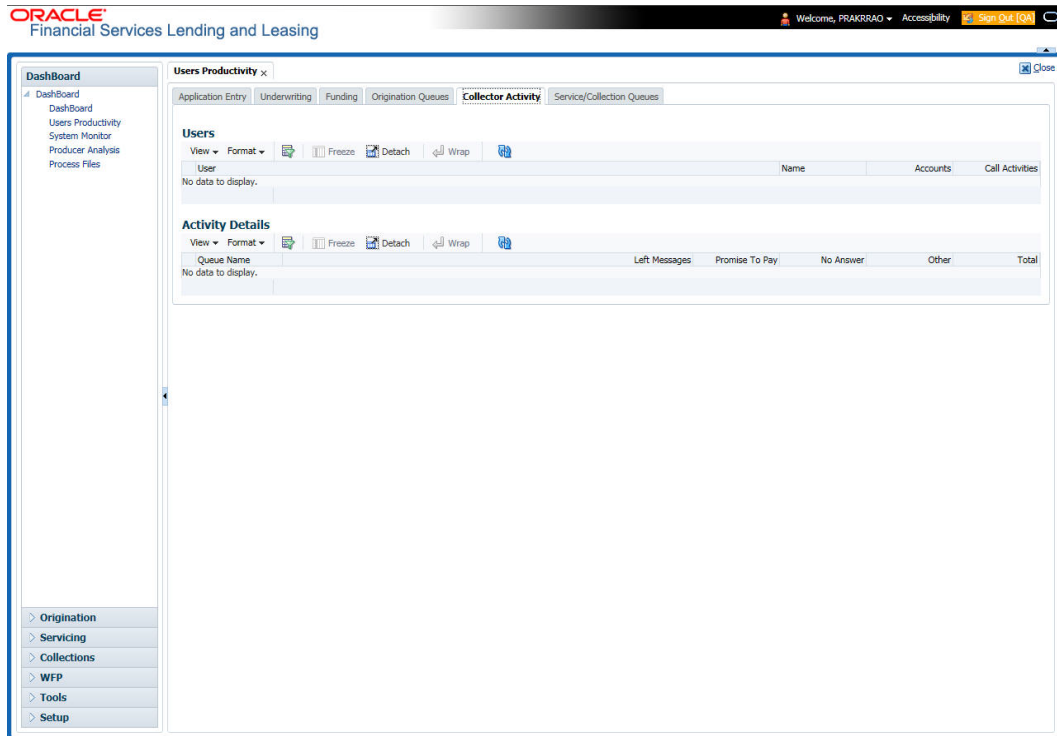 ORACLE
Financial Services Lending and Leasing
Welcome, PRAKRRAO Accessibility Sign Out [QA]
Close
DashBoard
DashBoard
DashBoard
Users Productivity
System Monitor
Producer Analysis
Process Files
Origination
Servicing
Collections
WFP
Tools
Setup
Users Productivity
Application Entry Underwriting Funding Origination Queues Collector Activity Service/Collection Queues
Users
View Format Freeze Detach Wrap
User Name Accounts Call Activities
No data to display.
Activity Details
View Format Freeze Detach Wrap
Queue Name Left Messages Promise To Pay No Answer Other Total
No data to display.